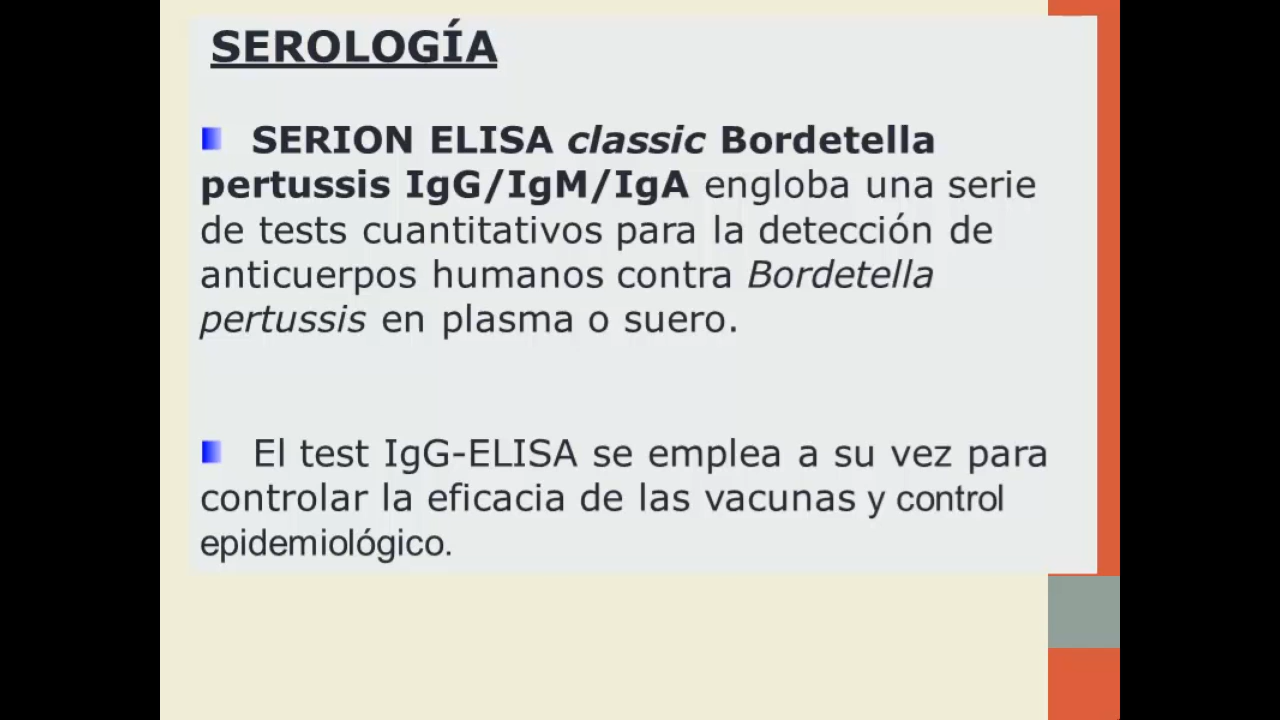 SEROLOGÍA
SERION ELISA classic Bordetella
pertussis IgG/IgM/IgA engloba una serie
de tests cuantitativos para la detección de
anticuerpos humanos contra Bordetella
pertussis en plasma o suero.
El test IgG-ELISA se emplea a su vez para
controlar la eficacia de las vacunas y control
epidemiológico.